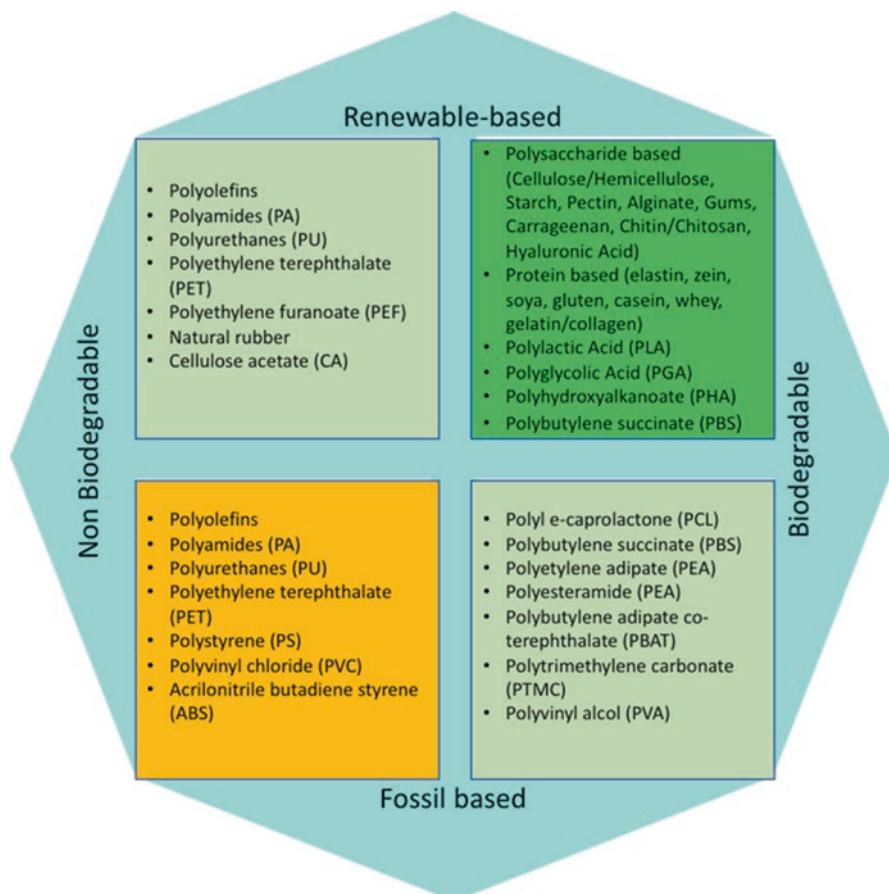 Renewable-based
• Polyolefins
• Polyamides (PA)
• Polyurethanes (PU)
• Polyethylene terephthalate
(PET)
• Polyethylene furanoate (PEF)
• Natural rubber
• Cellulose acetate (CA)
• Polysaccharide based
(Cellulose/Hemicellulose,
Starch, Pectin, Alginate, Gums,
Carrageenan, Chitin/Chitosan,
Hyaluronic Acid)
• Protein based (elastin, zein,
soya, gluten, casein, whey,
gelatin/collagen)
• Polylactic Acid (PLA)
• Polyglycolic Acid (PGA)
• Polyhydroxyalkanoate (PHA)
• Polybutylene succinate (PBS)
Non Biodegradable
Biodegradable
• Polyolefins
• Polyamides (PA)
• Polyurethanes (PU)
• Polyethylene terephthalate
(PET)
• Polystyrene (PS)
• Polyvinyl chloride (PVC)
• Acrilonitrile butadiene styrene
(ABS)
• Polyl e-caprolactone (PCL)
• Polybutylene succinate (PBS)
• Polyetylene adipate (PEA)
• Polyesteramide (PEA)
• Polybutylene adipate co-
terephthalate (PBAT)
• Polytrimethylene carbonate
(PTMC)
• Polyvinyl alcol (PVA)
Fossil based